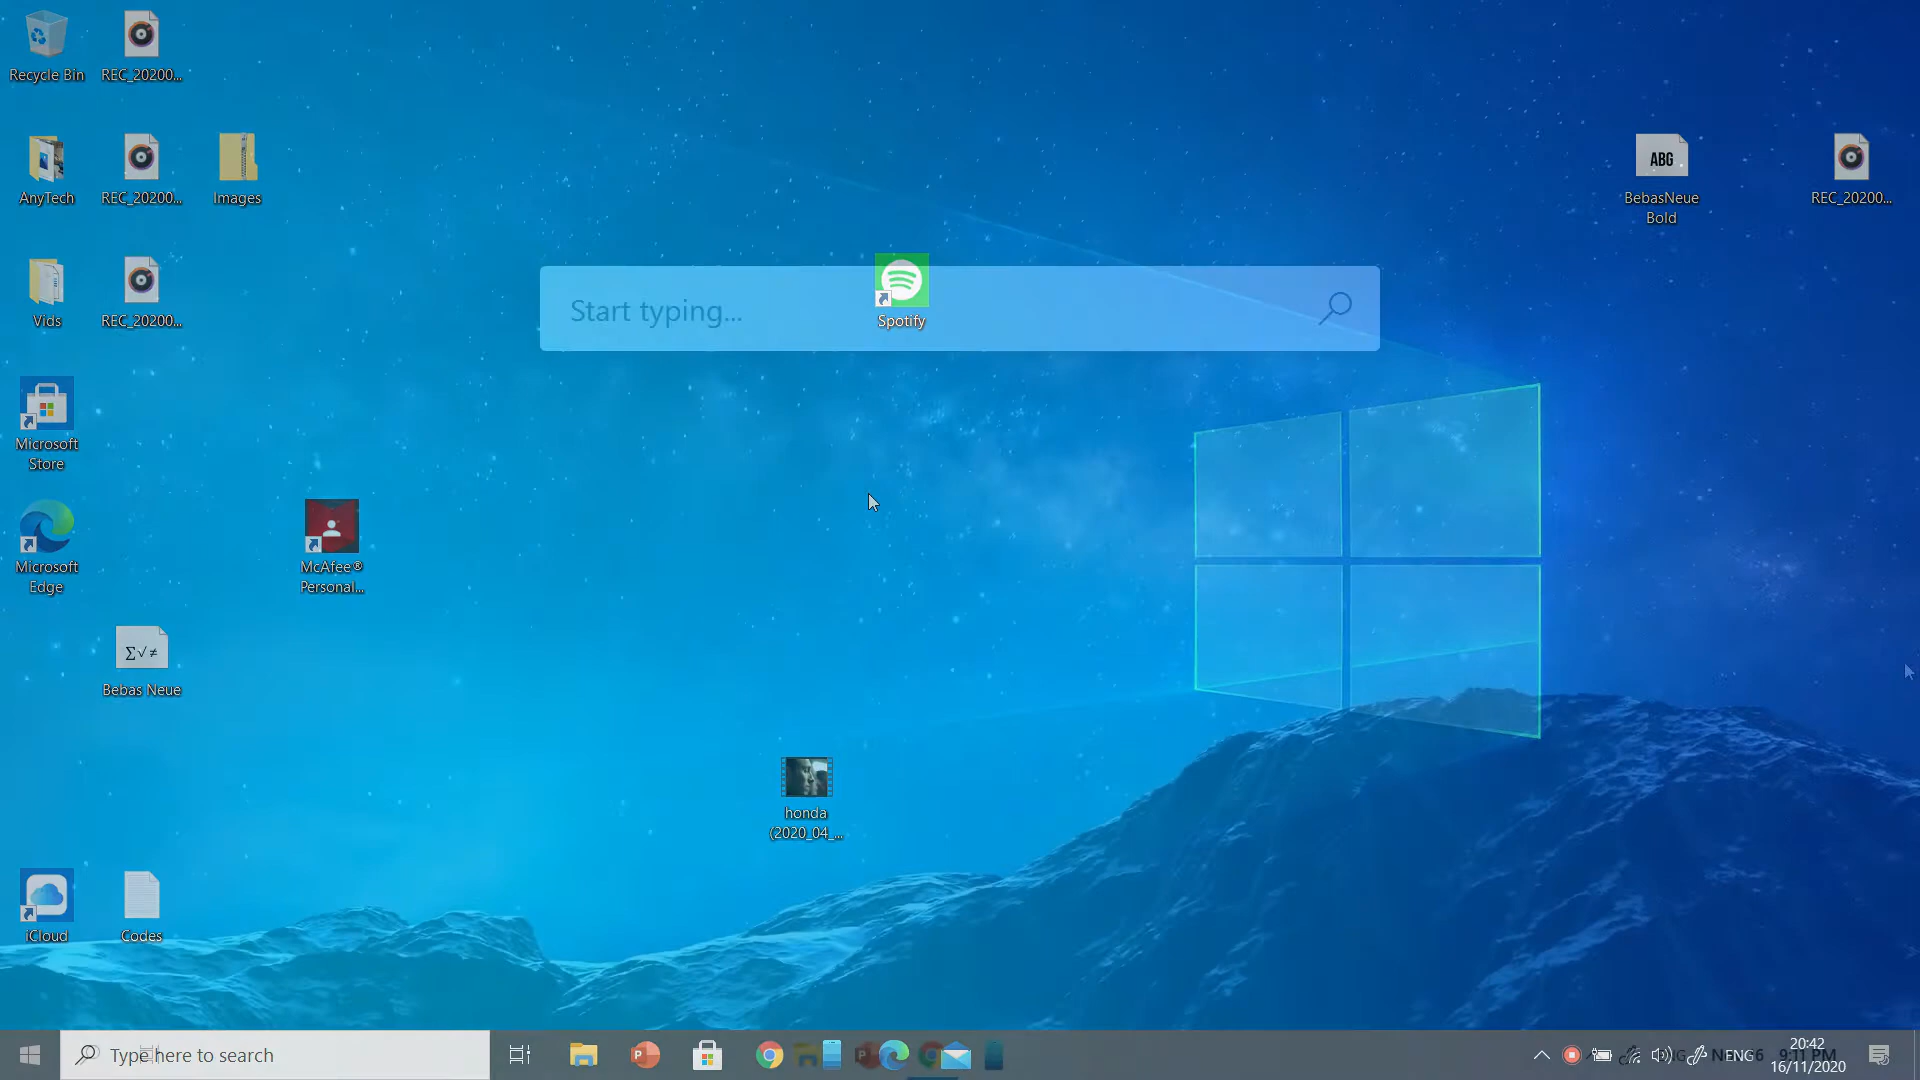 Recycle Bin
REC_20200...
AnyTech
REC_20200...
Images
ABG
BebasNeue
Bold
REC_20200...
Vids
REC_20200...
Start typing...
Spotify
Microsoft
Store
Microsoft
Edge
McAfee®
Personal...
Σ√≠
Bebas Neue
honda
(2020_04_...
iCloud
Codes
Type here to search
P
ENG
20:42
9:11 PM
16/11/2020